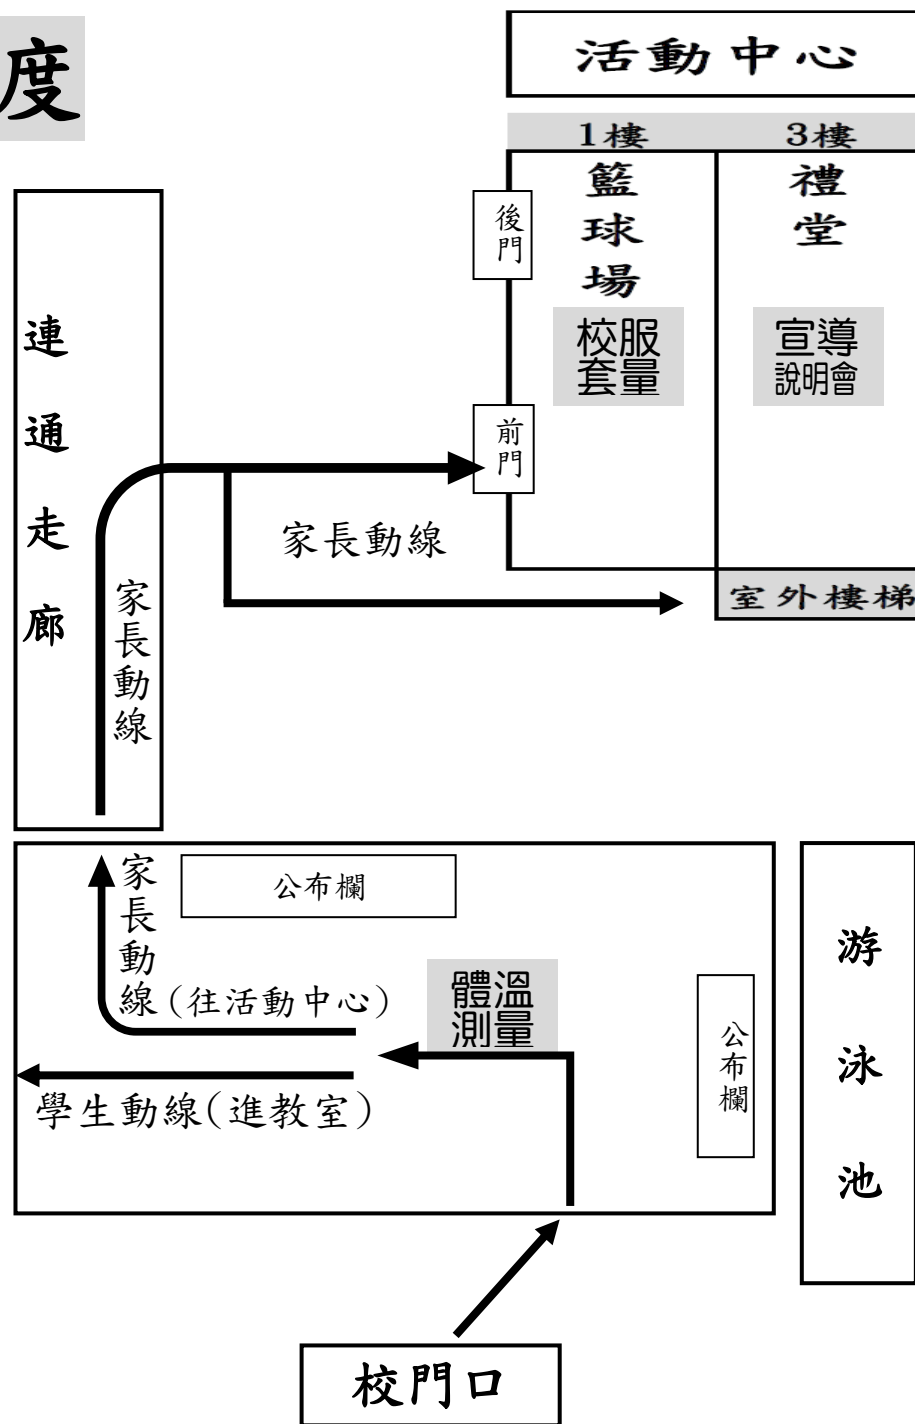 度
活動中心
1樓
3樓
籃球場
禮堂
後門
校服
套量
宣導
說明會
前門
連通走廊
家長動線
家長動線
室外樓梯
家長動線(往活動中心)
公布欄
體溫
測量
公布欄
學生動線(進教室)
游泳池
校門口